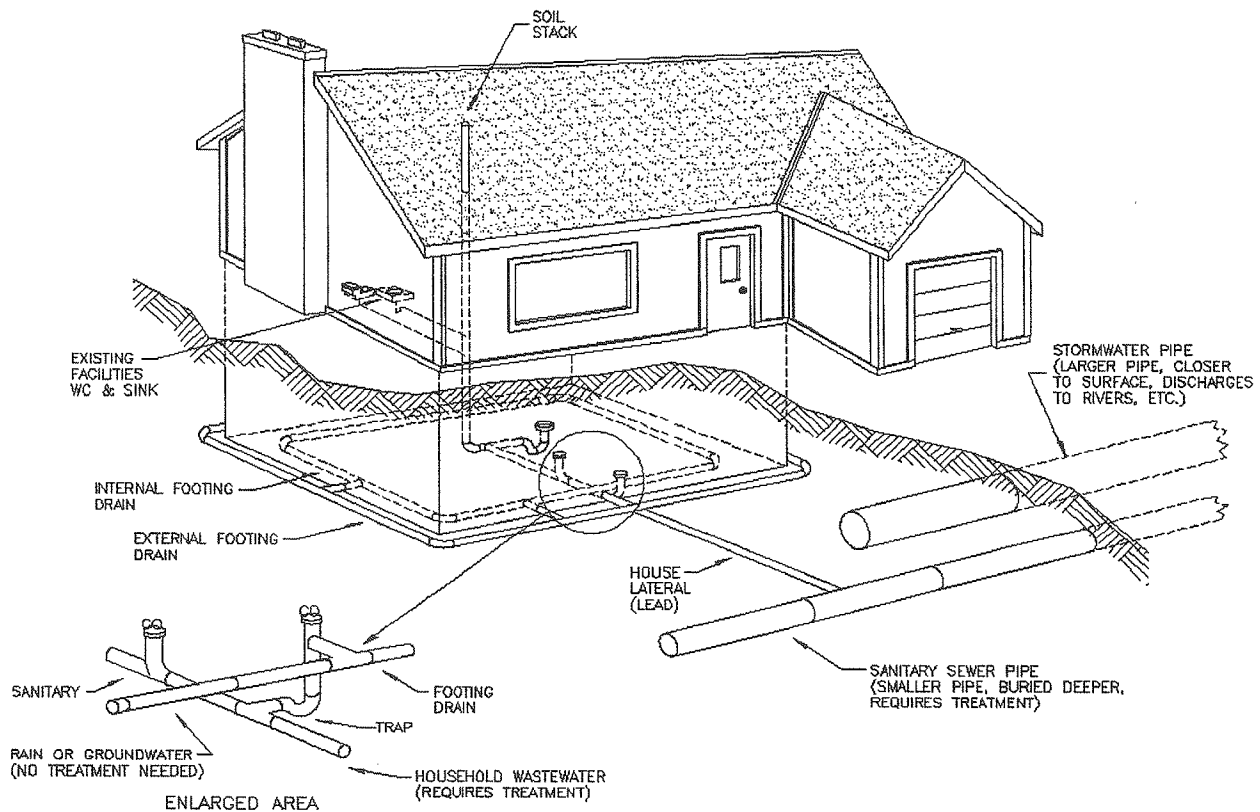 SOIL
STACK
EXISTING
FACILITIES
WC & SINK
STORMWATER PIPE
(LARGER PIPE, CLOSER
TO SURFACE, DISCHARGES
TO RIVERS, ETC.)
INTERNAL FOOTING
DRAIN
EXTERNAL FOOTING
DRAIN
HOUSE
LATERAL
(LEAD)
SANITARY SEWER PIPE
(SMALLER PIPE, BURIED DEEPER,
REQUIRES TREATMENT)
SANITARY
FOOTING
DRAIN
TRAP
RAIN OR GROUNDWATER
(NO TREATMENT NEEDED)
HOUSEHOLD WASTEWATER
(REQUIRES TREATMENT)
ENLARGED AREA